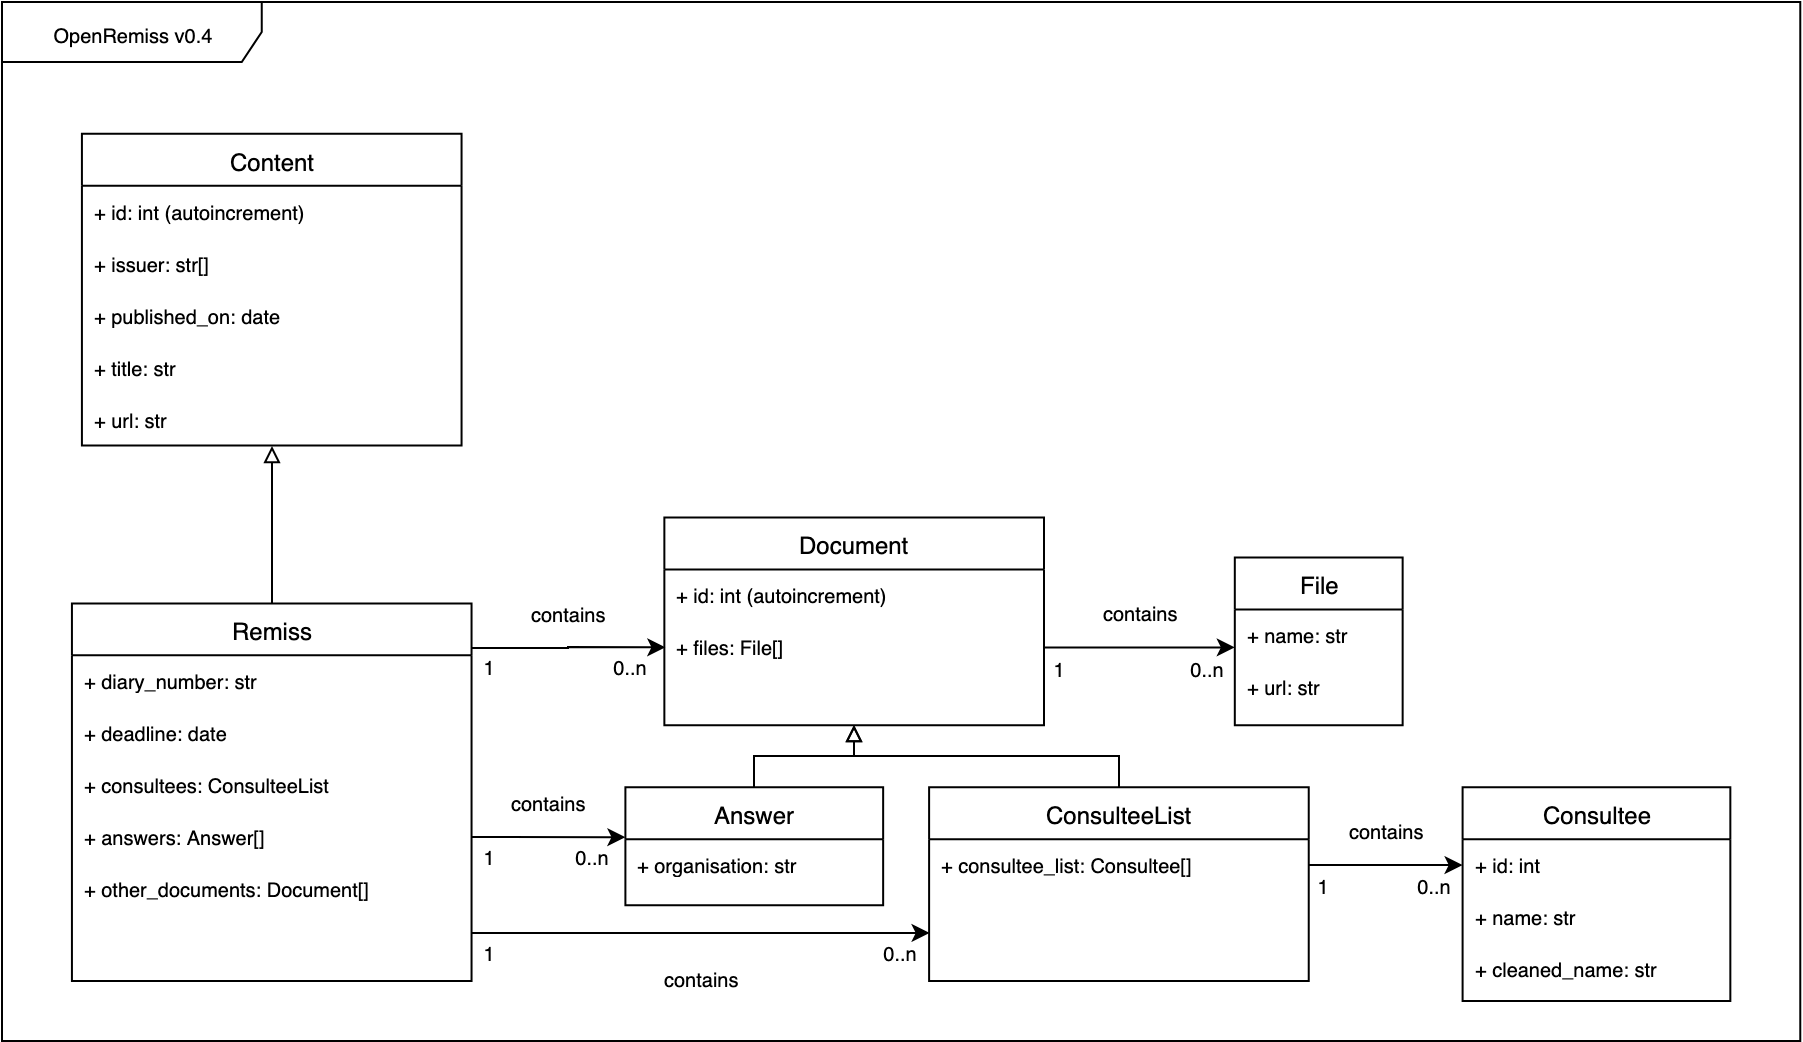 OpenRemiss v0.4
Content
+ id: int (autoincrement)
+ issuer: str[]
+ published_on: date
+ title: str
+ url: str
Remiss
+ diary_number: str
+ deadline: date
+ consultees: ConsulteeList
+ answers: Answer[]
+ other_documents: Document[]
contains
1
0..n
Document
+ id: int (autoincrement)
+ files: File[]
contains
1
0..n
File
+ name: str
+ url: str
contains
1
0..n
Answer
+ organisation: str
1
0..n
contains
ConsulteeList
+ consultee_list: Consultee[]
contains
1
0..n
Consultee
+ id: int
+ name: str
+ cleaned_name: str